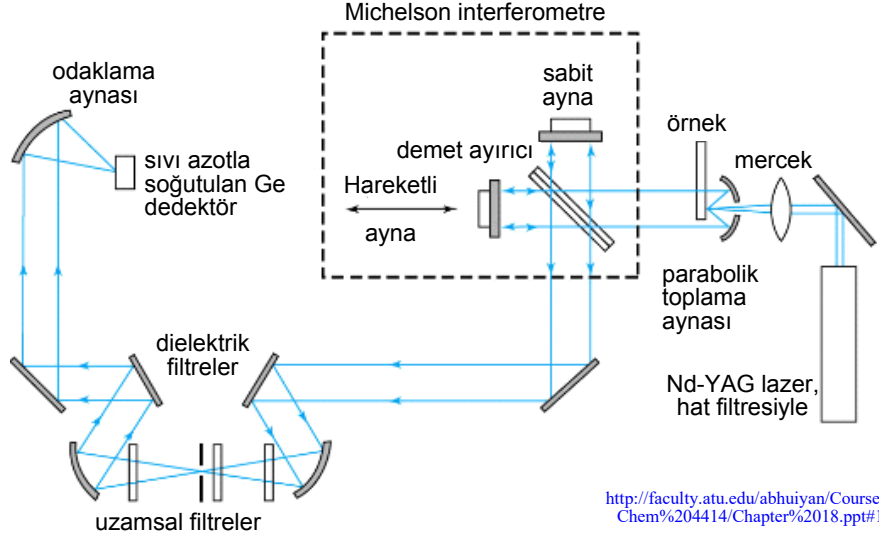 Michelson interferometre
odaklama
aynası
sabit
ayna
örnek
demet ayırıcı
mercek
sıvı azotla
soğutulan Ge
dedektör
Hareketli
ayna
parabolik
toplama
aynası
dielektrik
filtreler
Nd-YAG lazer,
hat filtresiyle
uzamsal filtreler
http://faculty.atu.edu/abhuiyan/Course
Chem%204414/Chapter%2018.ppt#1